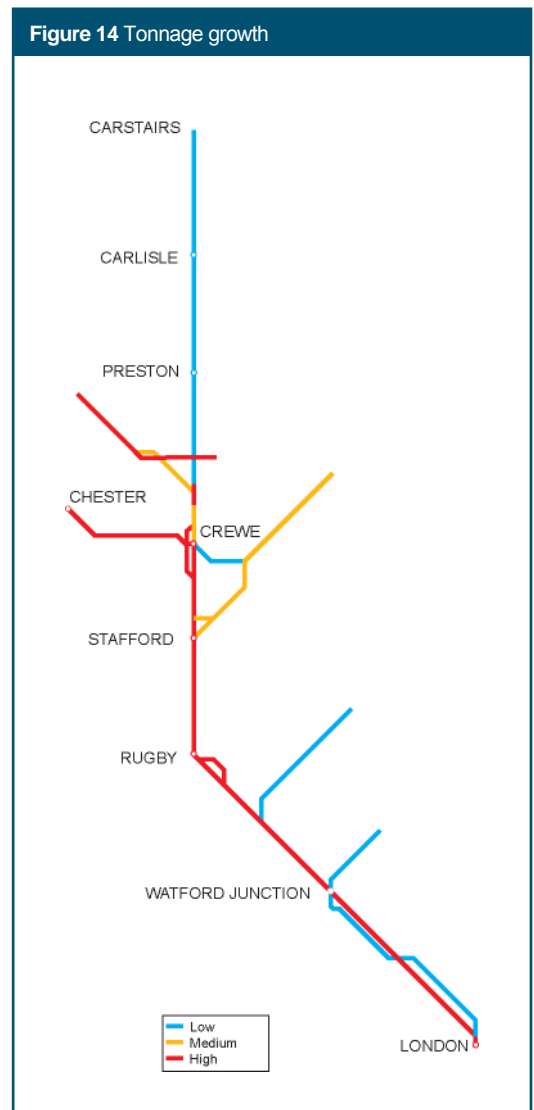 Figure 14 Tonnage growth
CARSTAIRS
CARLISLE
PRESTON
CHESTER
CREWE
STAFFORD
RUGBY
WATFORD JUNCTION
Low
Medium
High
LONDON